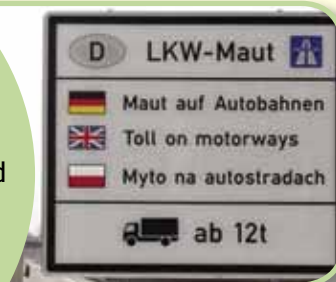 D LKW-Maut
Maut auf Autobahnen
Toll on motorways
Myto na autostradach
ab 12t
d